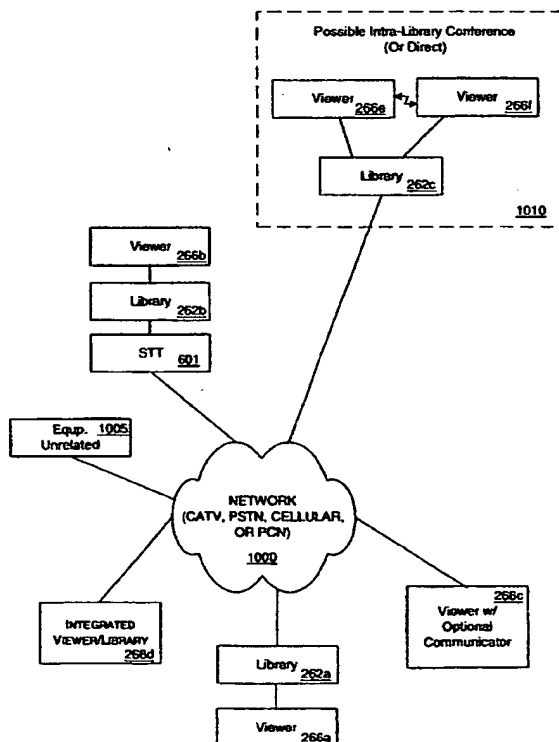 Possible Intra-Library Conference
(Or Direct)
Viewer
266e
Viewer
266f
Library
262c
1010
Viewer
266b
Library
262b
STT
601
Equp.
1005
Unrelated
NETWORK
(CATV, PSTN, CELLULAR,
OR PCN)
1000
INTEGRATED
VIEWER/LIBRARY
266d
266c
Viewer w/
Optional
Communicator
Library
262a
Viewer
266a